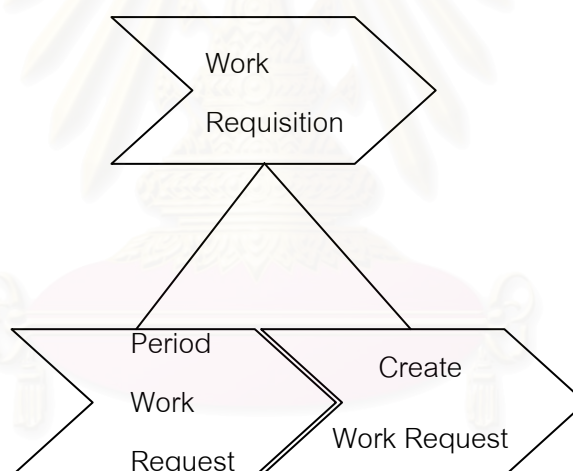 Work
Requisition
Period
Work
Request
Create
Work Request